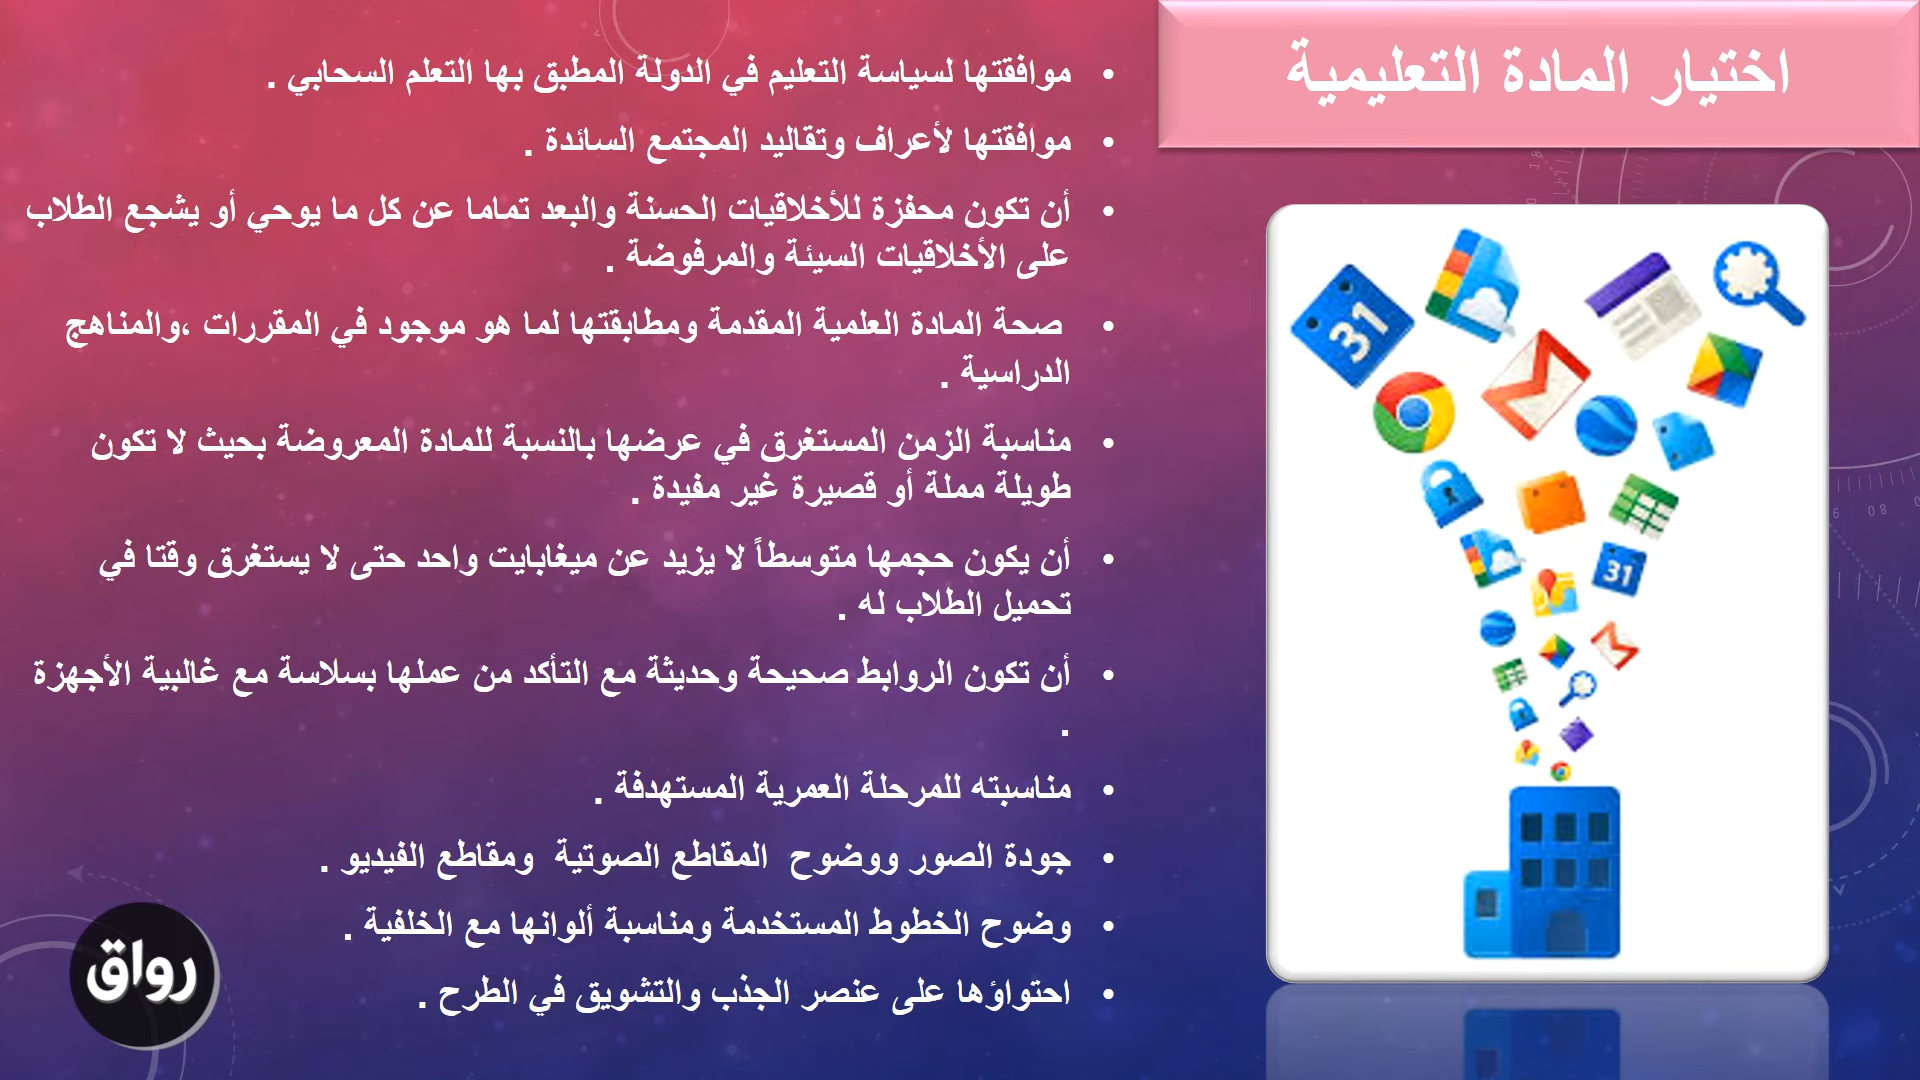 اختيار المادة التعليمية
• موافقتها لسياسة التعليم في الدولة المطبق بها التعلم السحابي .
• موافقتها لأعراف وتقاليد المجتمع السائدة .
• أن تكون محفزة للأخلاقيات الحسنة والبعد تماما عن كل ما يوحي أو يشجع الطلاب
على الأخلاقيات السيئة والمرفوضة .
• صحة المادة العلمية المقدمة ومطابقتها لما هو موجود في المقررات ،والمناهج
الدراسية .
• مناسبة الزمن المستغرق في عرضها بالنسبة للمادة المعروضة بحيث لا تكون
طويلة مملة أو قصيرة غير مفيدة .
• أن يكون حجمها متوسطاً لا يزيد عن ميغابايت واحد حتى لا يستغرق وقتا في
تحميل الطلاب له .
• أن تكون الروابط صحيحة وحديثة مع التأكد من عملها بسلاسة مع غالبية الأجهزة
.
• مناسبته للمرحلة العمرية المستهدفة .
• جودة الصور ووضوح المقاطع الصوتية ومقاطع الفيديو .
• وضوح الخطوط المستخدمة ومناسبة ألوانها مع الخلفية .
• احتواؤها على عنصر الجذب والتشويق في الطرح .
31
31
رواق